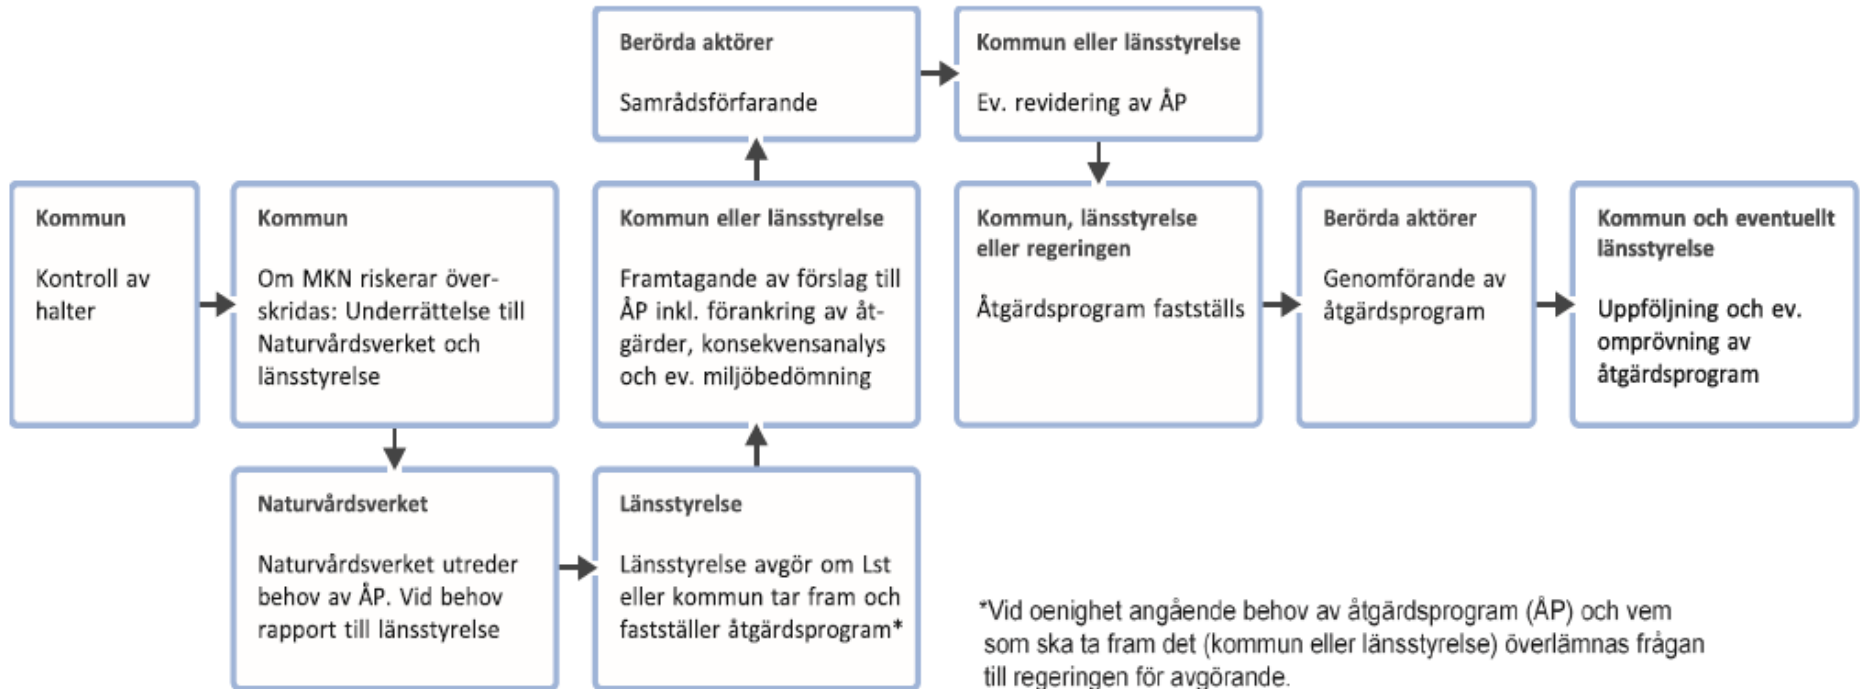 Kommun
Kontroll av
halter
Kommun
Om MKN riskerar över-
skridas: Underrättelse till
Naturvårdsverket och
länsstyrelse
Naturvårdsverket
Naturvårdsverket utreder
behov av ÅP. Vid behov
rapport till länsstyrelse
Länsstyrelse
Länsstyrelse avgör om Lst
eller kommun tar fram och
fastställer åtgärdsprogram*
Kommun eller länsstyrelse
Framtagande av förslag till
ÅP inkl. förankring av åt-
gärder, konsekvensanalys
och ev. miljöbedömning
Berörda aktörer
Samrådsförfarande
Kommun eller länsstyrelse
Ev. revidering av ÅP
Kommun, länsstyrelse
eller regeringen
Åtgärdsprogram fastställs
Berörda aktörer
Genomförande av
åtgärdsprogram
Kommun och eventuellt
länsstyrelse
Uppföljning och ev.
omprövning av
åtgärdsprogram
*Vid oenighet angående behov av åtgärdsprogram (ÅP) och vem
som ska ta fram det (kommun eller länsstyrelse) överlämnas frågan
till regeringen för avgörande.